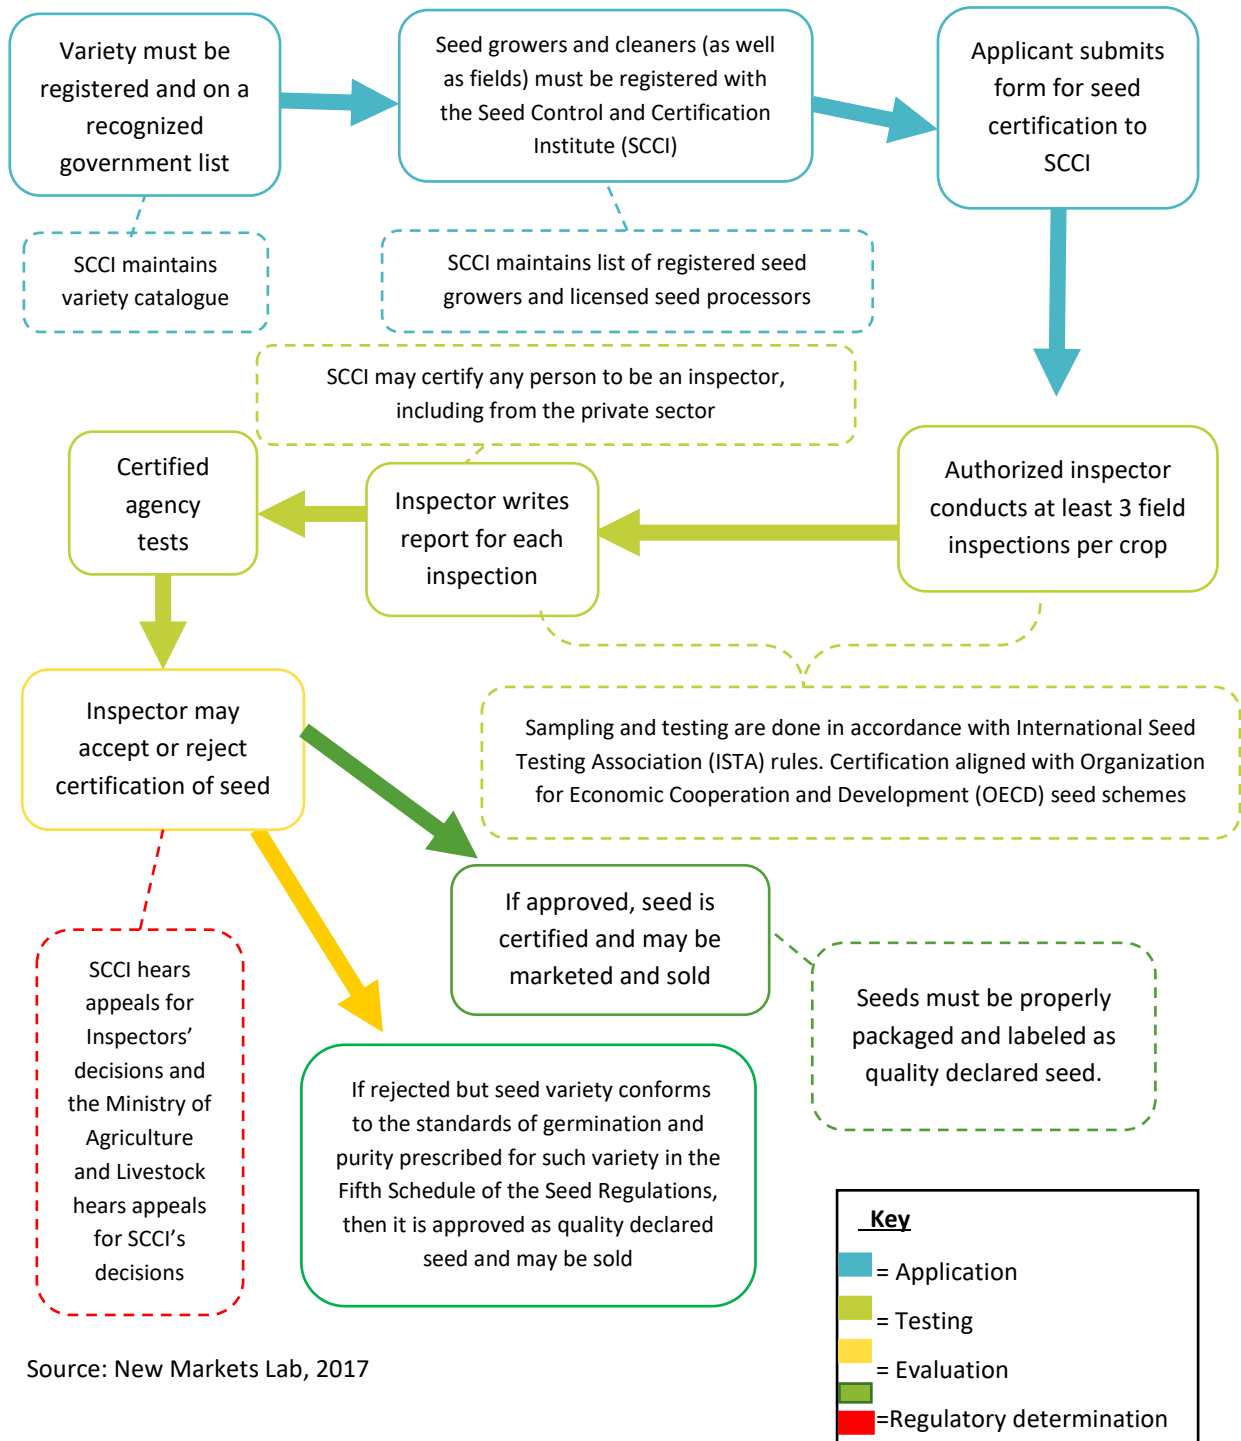 Variety must be
registered and on a
recognized
government list
Seed growers and cleaners (as well
as fields) must be registered with
the Seed Control and Certification
Institute (SCCI)
Applicant submits
form for seed
certification to
SCCI
SCCI maintains
variety catalogue
SCCI maintains list of registered seed
growers and licensed seed processors
SCCI may certify any person to be an inspector,
including from the private sector
Certified
agency
tests
Inspector writes
report for each
inspection
Authorized inspector
conducts at least 3 field
inspections per crop
Inspector may
accept or reject
certification of seed
Sampling and testing are done in accordance with International Seed
Testing Association (ISTA) rules. Certification aligned with Organization
for Economic Cooperation and Development (OECD) seed schemes
If approved, seed is
certified and may be
marketed and sold
Seeds must be properly
packaged and labeled as
quality declared seed.
SCCI hears
appeals for
Inspectors’
decisions and
the Ministry of
Agriculture
and Livestock
hears appeals
for SCCI’s
decisions
If rejected but seed variety conforms
to the standards of germination and
purity prescribed for such variety in the
Fifth Schedule of the Seed Regulations,
then it is approved as quality declared
seed and may be sold
Key
= Application
= Testing
= Evaluation
=Regulatory determination
Source: New Markets Lab, 2017